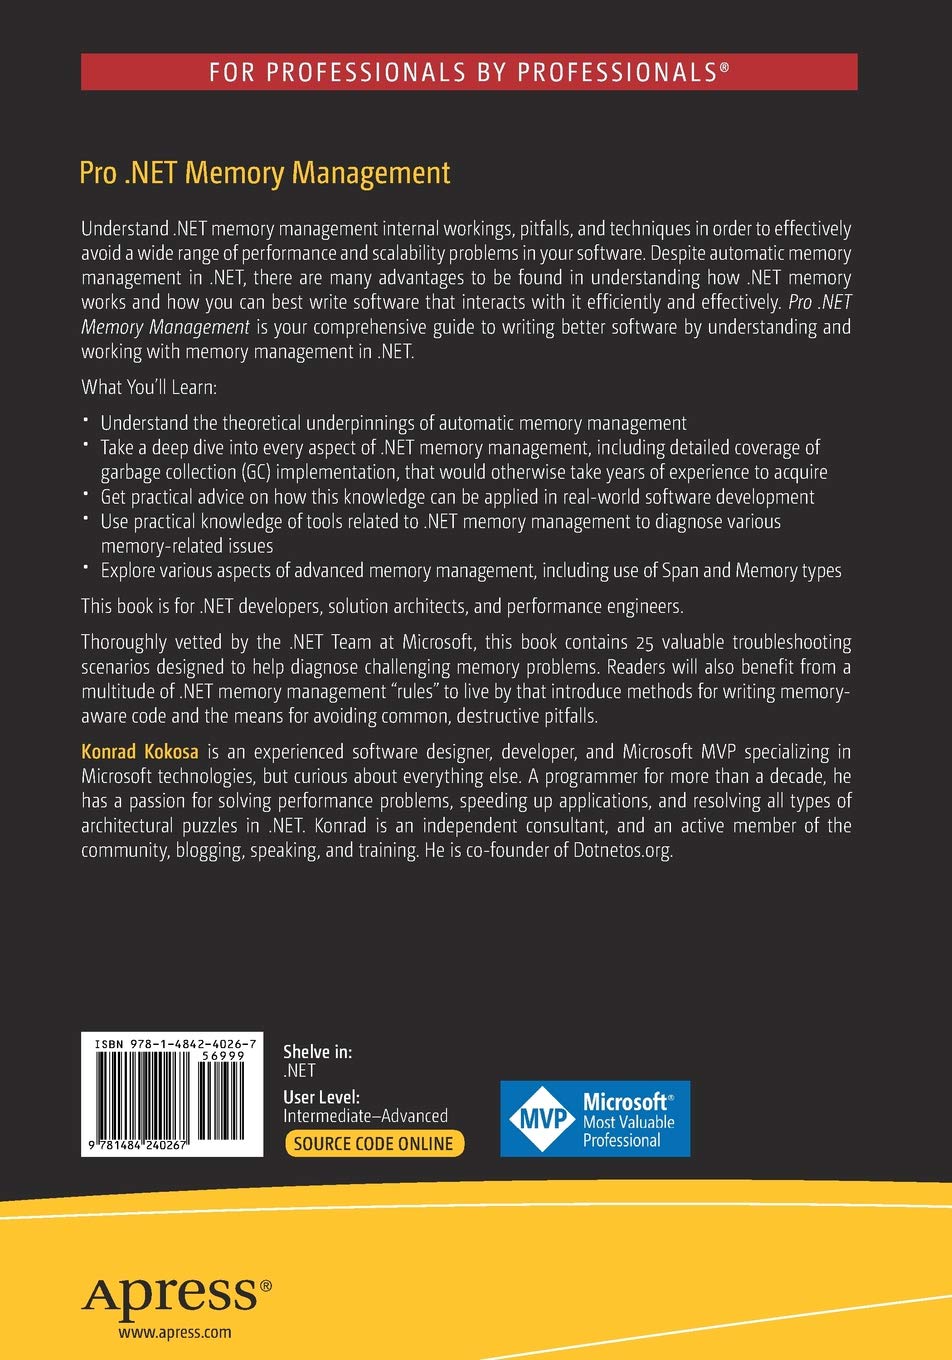 FOR PROFESSIONALS BY PROFESSIONALS®
Pro .NET Memory Management
Understand .NET memory management internal workings, pitfalls, and techniques in order to effectively
avoid a wide range of performance and scalability problems in your software. Despite automatic memory
management in .NET, there are many advantages to be found in understanding how .NET memory
works and how you can best write software that interacts with it efficiently and effectively. Pro .NET
Memory Management is your comprehensive guide to writing better software by understanding and
working with memory management in .NET.
What You'll Learn:
• Understand the theoretical underpinnings of automatic memory management
• Take a deep dive into every aspect of .NET memory management, including detailed coverage of
garbage collection (GC) implementation, that would otherwise take years of experience to acquire
• Get practical advice on how this knowledge can be applied in real-world software development
• Use practical knowledge of tools related to .NET memory management to diagnose various
memory-related issues
• Explore various aspects of advanced memory management, including use of Span and Memory types
This book is for .NET developers, solution architects, and performance engineers.
Thoroughly vetted by the .NET Team at Microsoft, this book contains 25 valuable troubleshooting
scenarios designed to help diagnose challenging memory problems. Readers will also benefit from a
multitude of .NET memory management “rules” to live by that introduce methods for writing memory-
aware code and the means for avoiding common, destructive pitfalls.
Konrad Kokosa is an experienced software designer, developer, and Microsoft MVP specializing in
Microsoft technologies, but curious about everything else. A programmer for more than a decade, he
has a passion for solving performance problems, speeding up applications, and resolving all types of
architectural puzzles in .NET. Konrad is an independent consultant, and an active member of the
community, blogging, speaking, and training. He is co-founder of Dotnetos.org.
ISBN 978-1-4842-4026-7
56999
9 781484 240267
Shelve in:
.NET
User Level:
Intermediate–Advanced
SOURCE CODE ONLINE
MVP
Microsoft®
Most Valuable
Professional
Apress®
www.apress.com